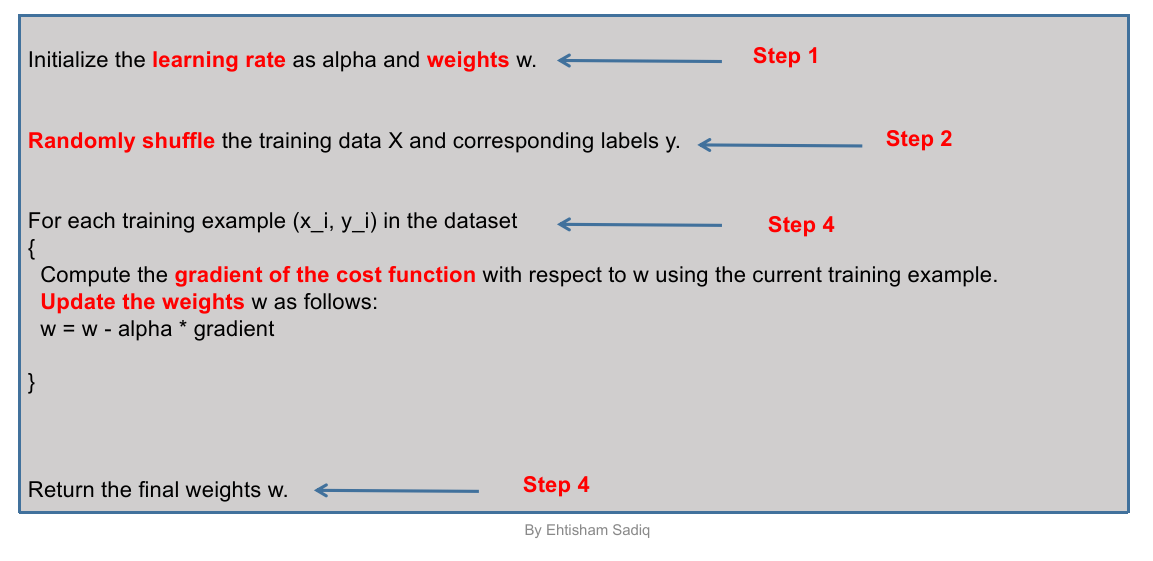 Initialize the learning rate as alpha and weights w. Step 1
Randomly shuffle the training data X and corresponding labels y. Step 2
For each training example (x_i, y_i) in the dataset Step 4
{
Compute the gradient of the cost function with respect to w using the current training example.
Update the weights w as follows:
w = w - alpha * gradient
}
Return the final weights w. Step 4
By Ehtisham Sadiq